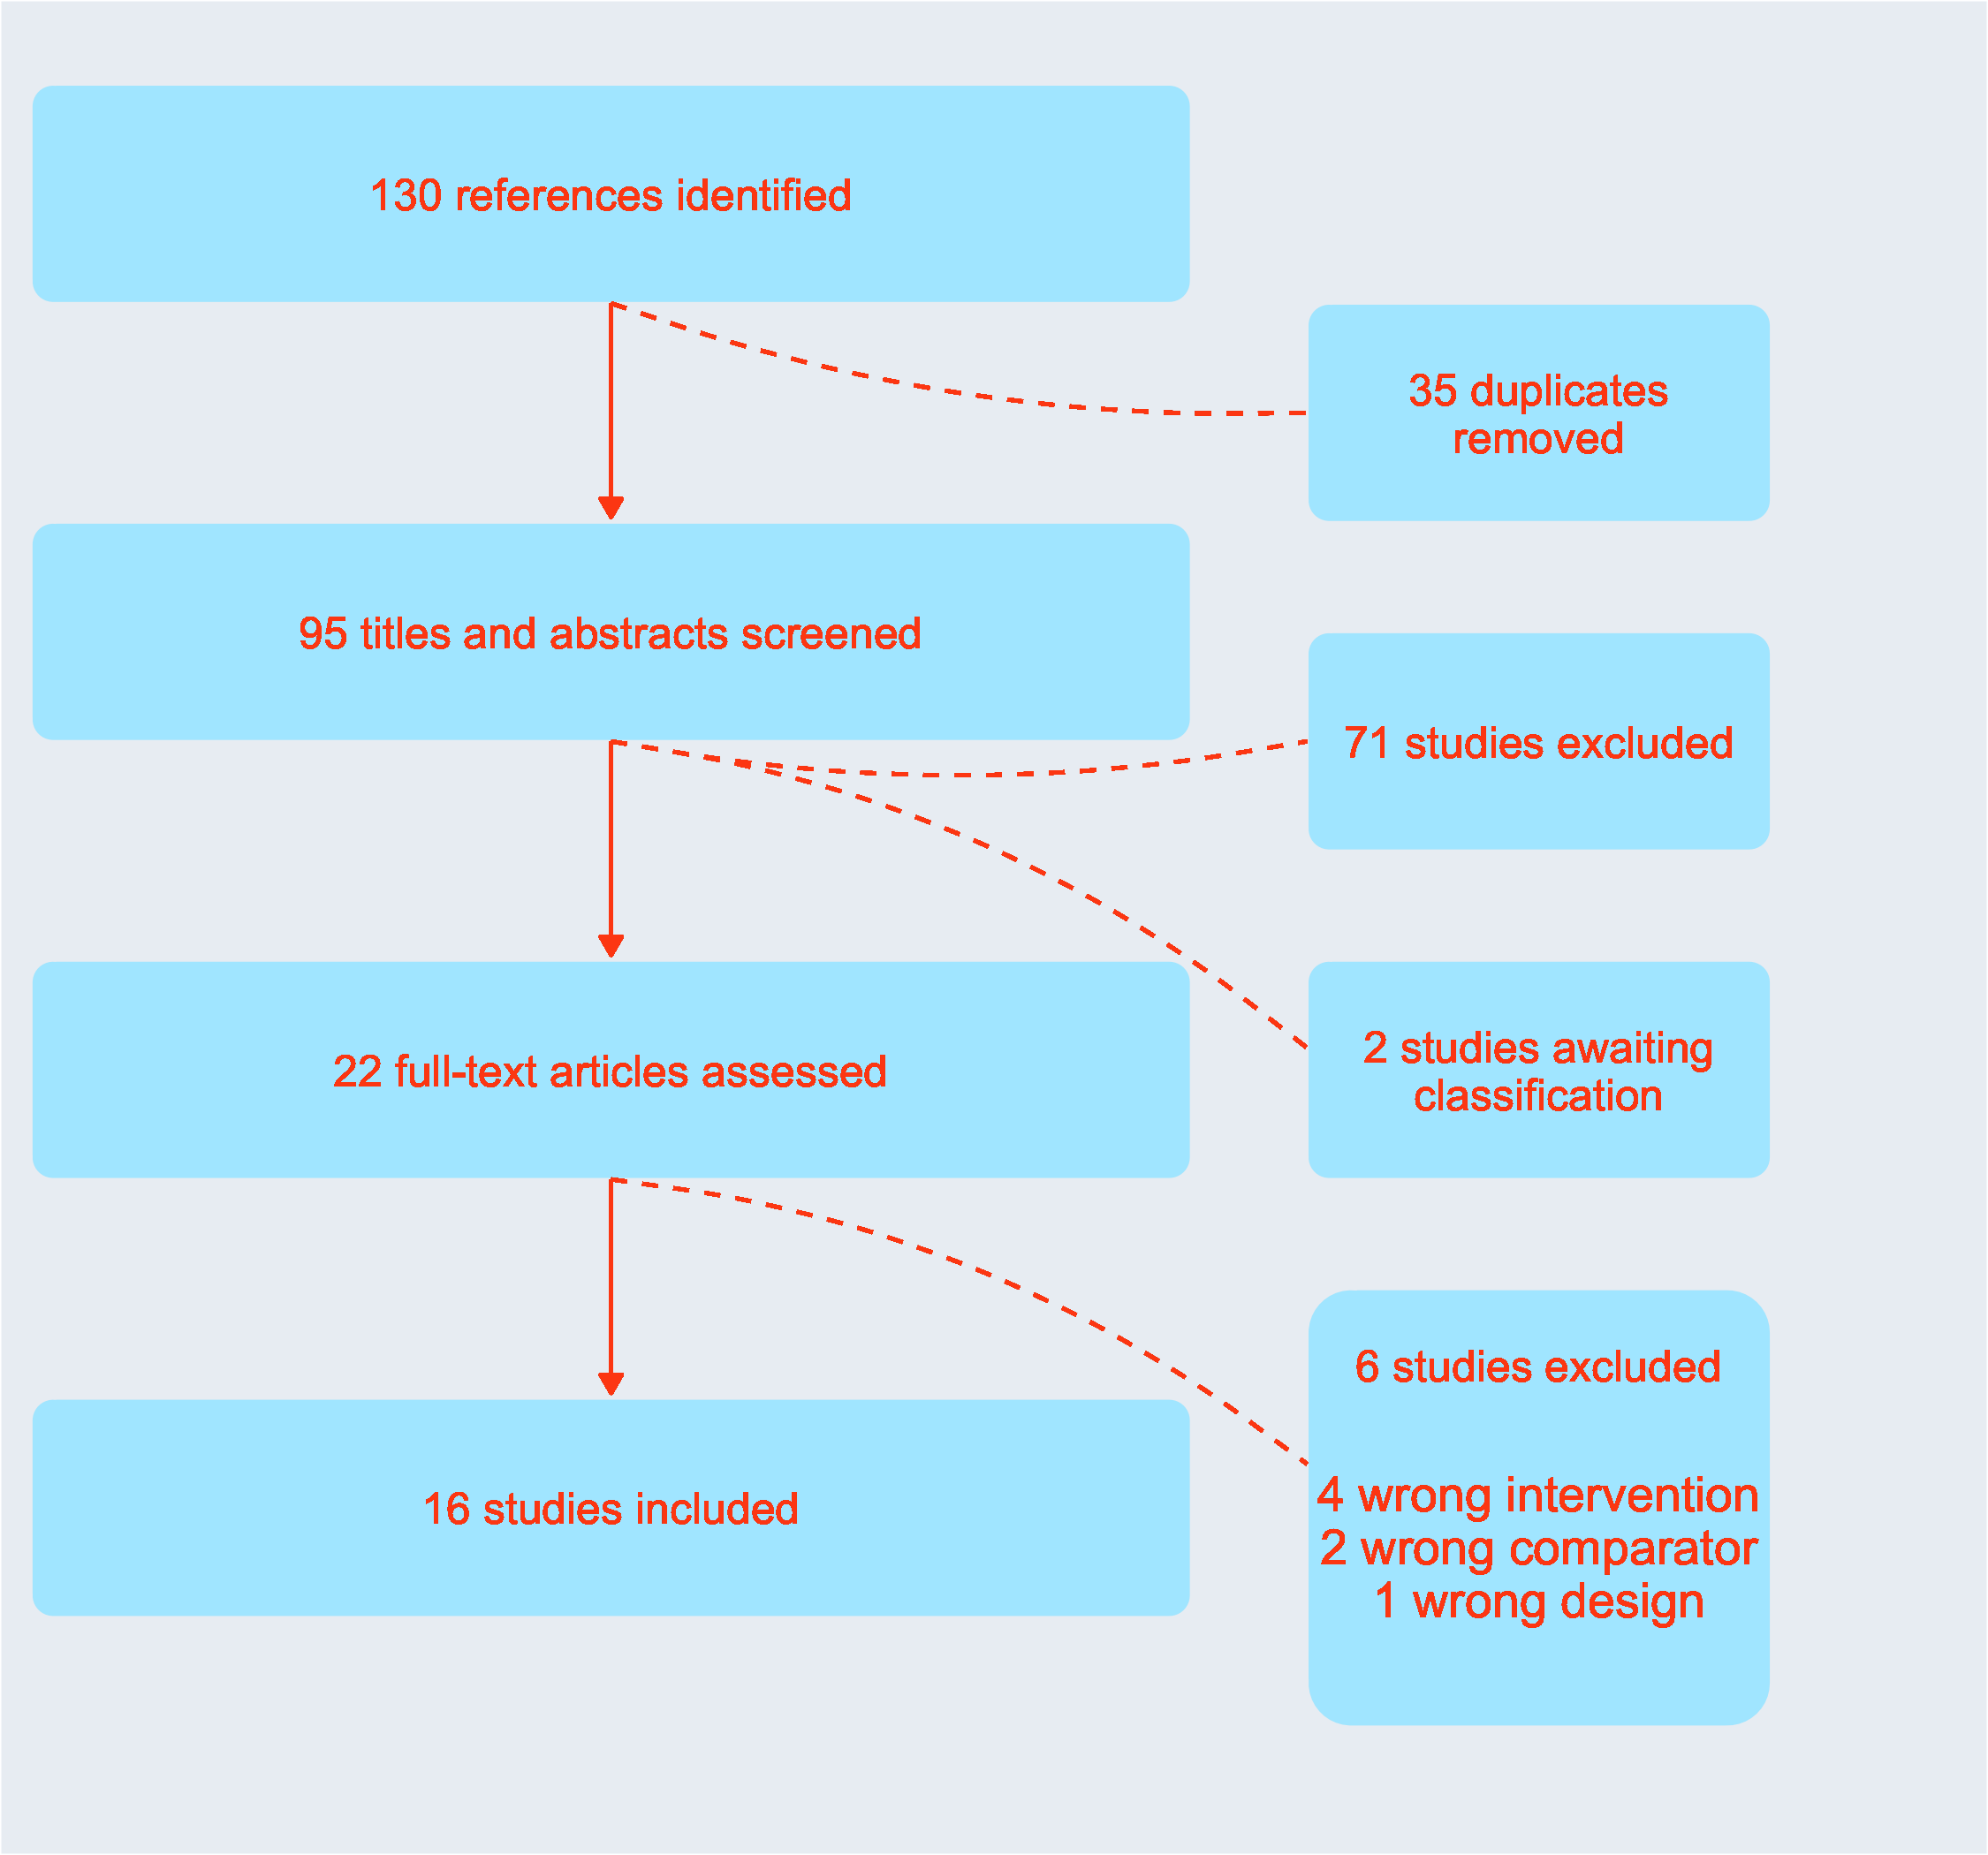 130 references identified
35 duplicates
removed
95 titles and abstracts screened
71 studies excluded
22 full-text articles assessed
2 studies awaiting
classification
6 studies excluded
4 wrong intervention
2 wrong comparator
1 wrong design
16 studies included